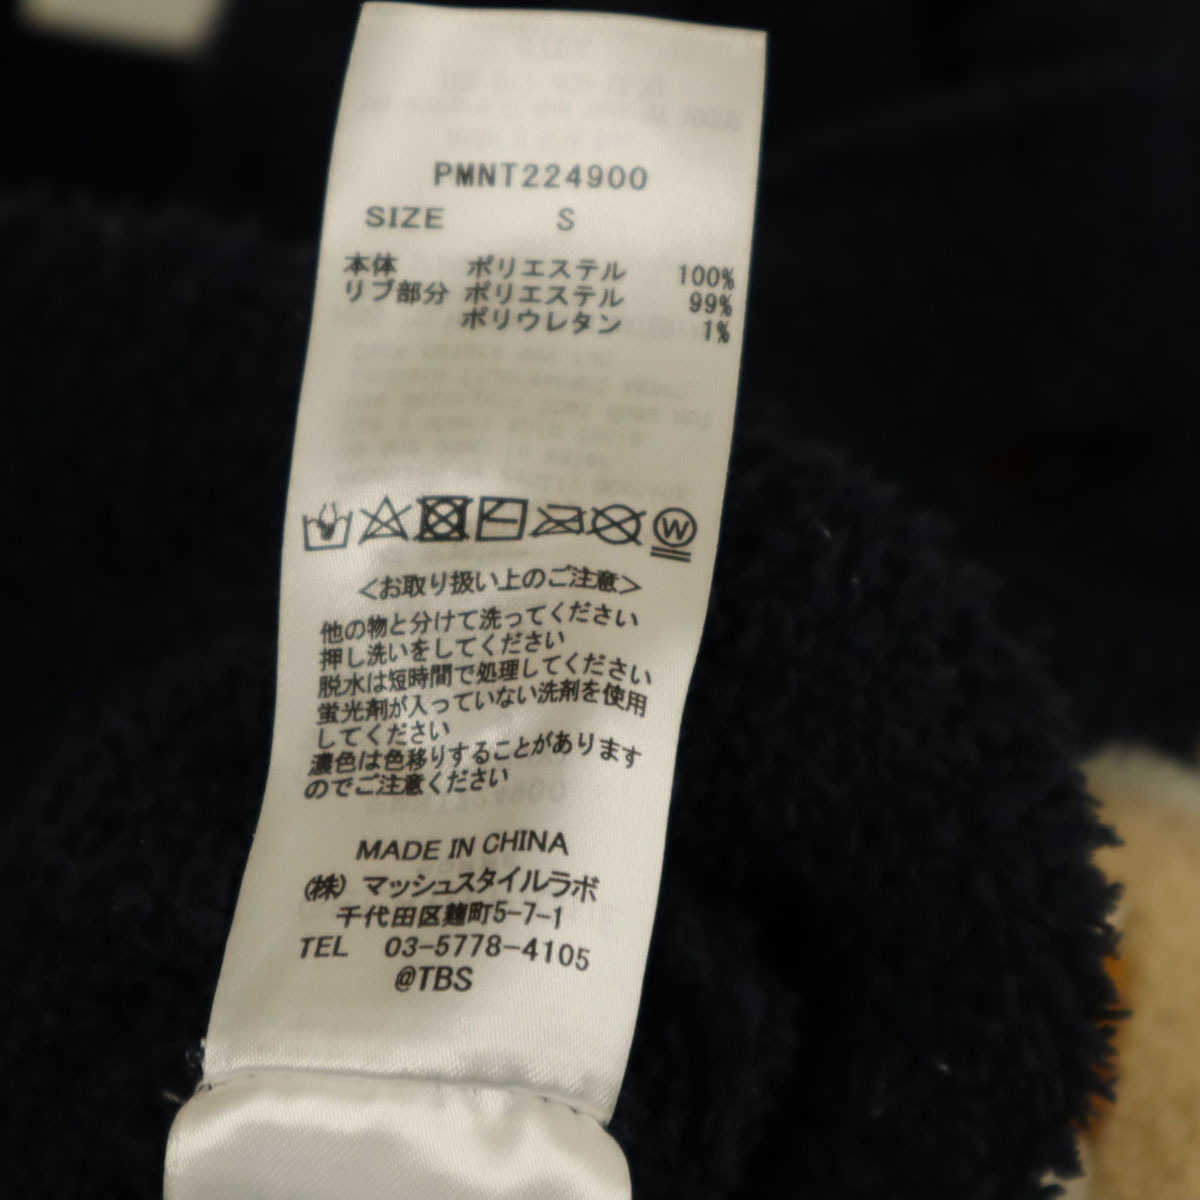 PMNT224900
SIZE S
本体 ポリエステル 100%
リブ部分 ポリエステル 99%
ポリウレタン 1%
W
<お取り扱い上のご注意>
他の物と分けて洗ってください
押し洗いをしてください
脱水は短時間で処理してください
蛍光剤が入っていない洗剤を使用
してください
濃色は色移りすることがあります
のでご注意ください
MADE IN CHINA
(株) マッシュスタイルラボ
千代田区麹町5-7-1
TEL 03-5778-4105
@TBS